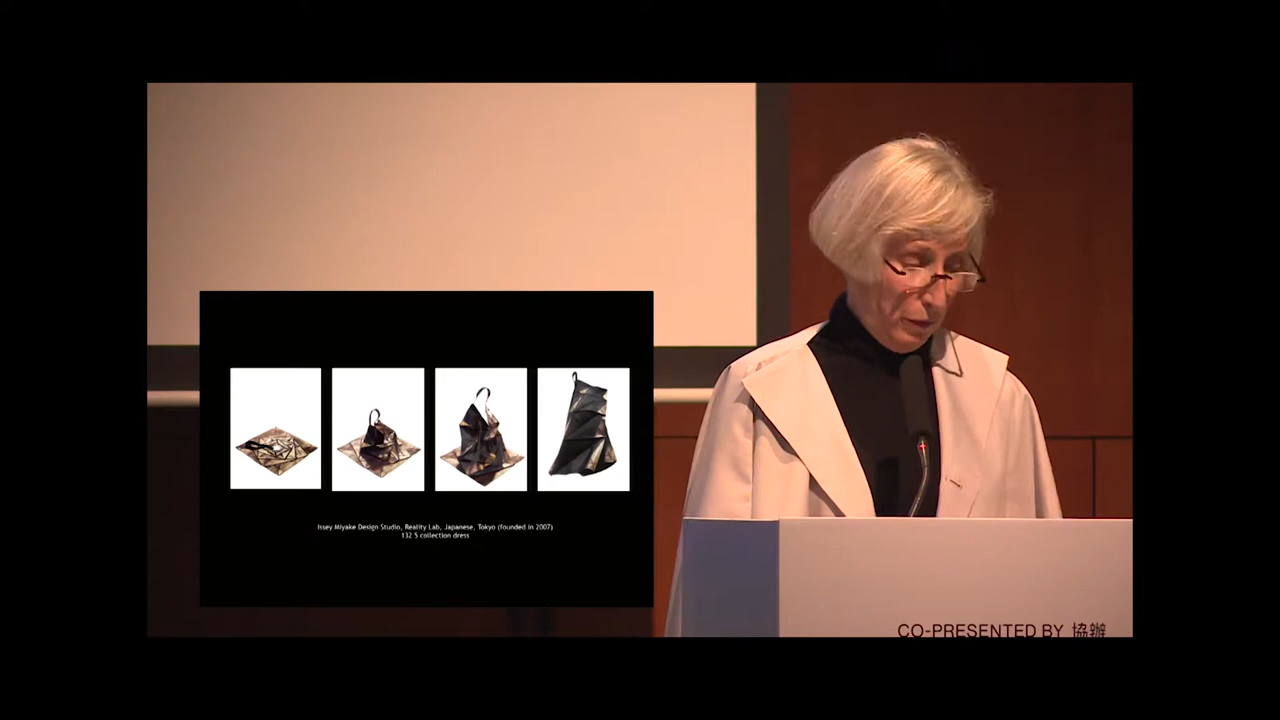 Issey Miyake Design Studio, Reality Lab, Japanese, Tokyo (founded in 2007)
132 5 collection dress
CO-PRESENTED BY 協辦